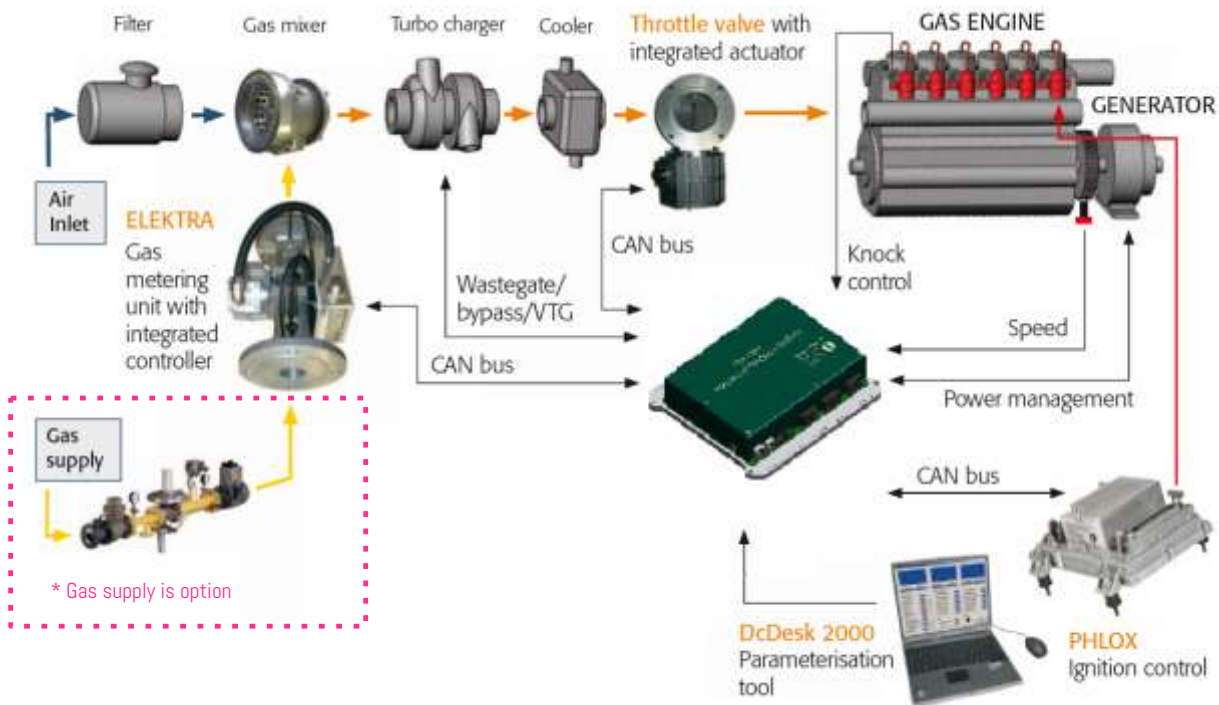 Filter
Gas mixer
Turbo charger
Cooler
Throttle valve with
integrated actuator
GAS ENGINE
GENERATOR
Air
Inlet
ELEKTRA
Gas
metering
unit with
integrated
controller
CAN bus
Knock
control
Wastegate/
bypass/VTG
Speed
CAN bus
Power management
Gas
supply
CAN bus
* Gas supply is option
DcDesk 2000
Parameterisation
tool
PHLOX
Ignition control